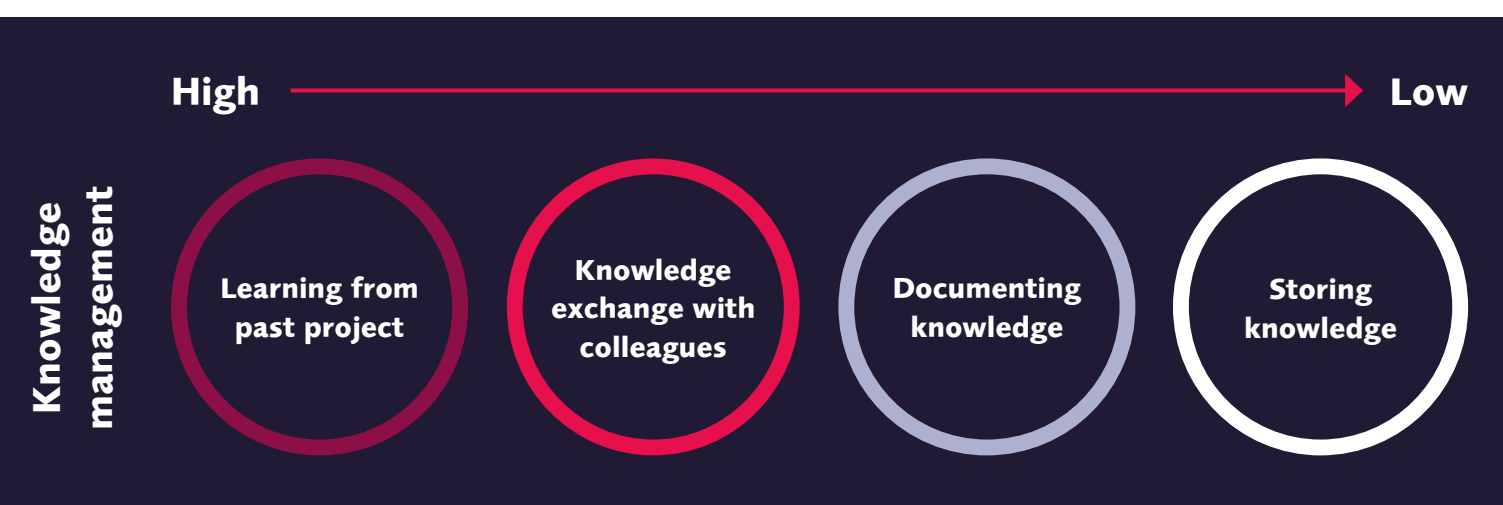 High
Low
Knowledge
management
Learning from
past project
Knowledge
exchange with
colleagues
Documenting
knowledge
Storing
knowledge